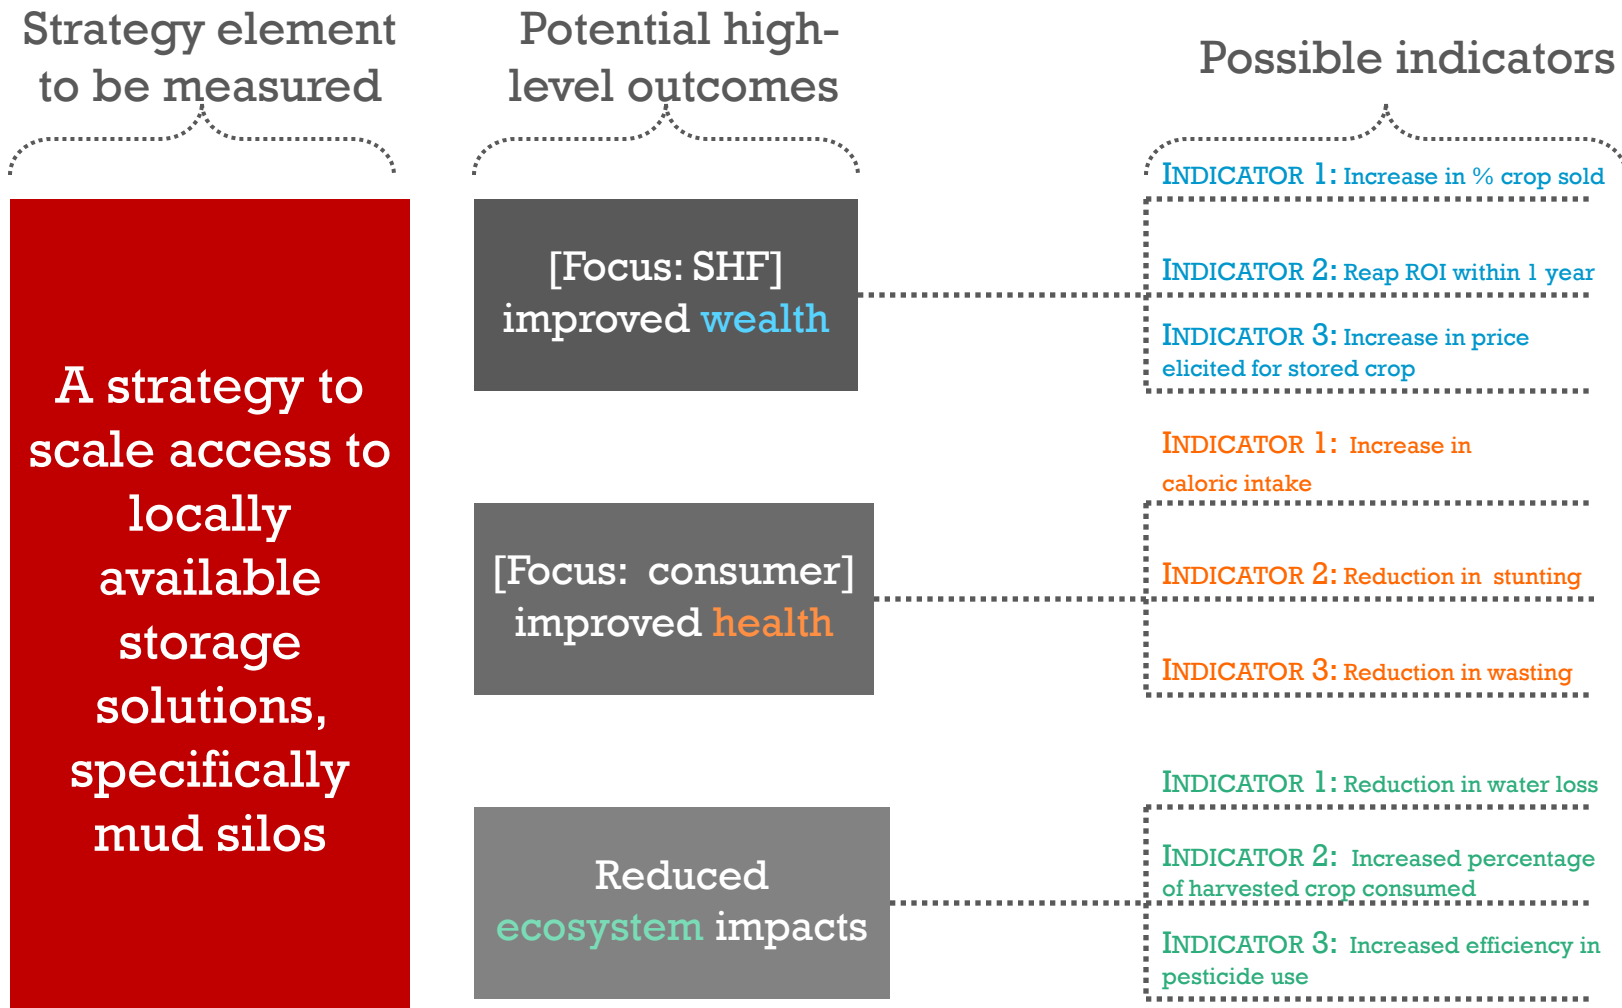 Strategy element
to be measured
Potential high-
level outcomes
Possible indicators
A strategy to
scale access to
locally
available
storage
solutions,
specifically
mud silos
[Focus: SHF]
improved wealth
INDICATOR 1: Increase in % crop sold
INDICATOR 2: Reap ROI within 1 year
INDICATOR 3: Increase in price
elicited for stored crop
[Focus: consumer]
improved health
INDICATOR 1: Increase in
caloric intake
INDICATOR 2: Reduction in stunting
INDICATOR 3: Reduction in wasting
Reduced
ecosystem impacts
INDICATOR 1: Reduction in water loss
INDICATOR 2: Increased percentage
of harvested crop consumed
INDICATOR 3: Increased efficiency in
pesticide use